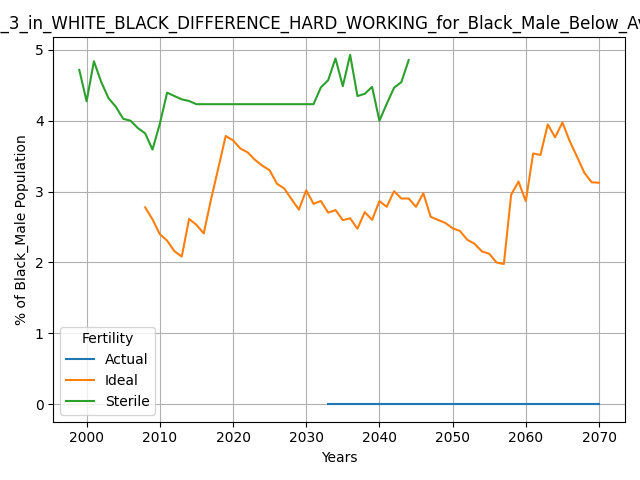 _3_in_WHITE_BLACK_DIFFERENCE_HARD_WORKING_for_Black_Male_Below_Av
% of Black_Male Population
5
4
3
2
1
0
Fertility
Actual
Ideal
Sterile
2000 2010 2020 2030 2040 2050 2060 2070
Years